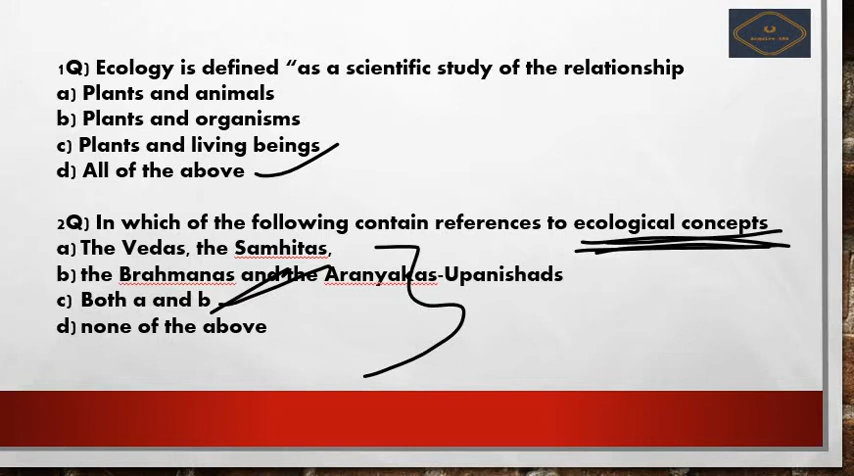 1Q) Ecology is defined “as a scientific study of the relationship
a) Plants and animals
b) Plants and organisms
c) Plants and living beings
d) All of the above
2Q) In which of the following contain references to ecological concepts
a) The Vedas, the Samhitas,
b) the Brahmanas and the Aranyakas-Upanishads
c) Both a and b
d) none of the above